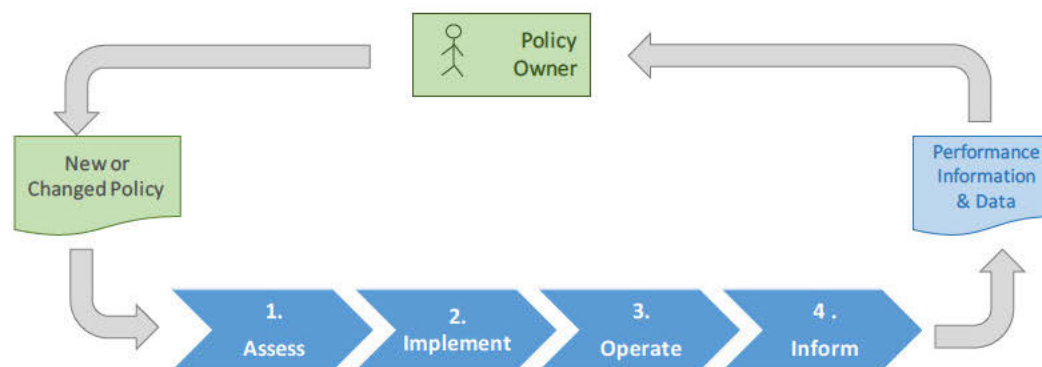 Policy
Owner
New or
Changed Policy
Performance
Information
& Data
1.
Assess
2.
Implement
3.
Operate
4 .
Inform